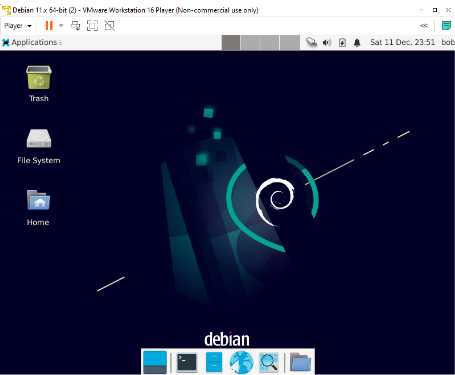 Debian 11.x 64-bit (2) - VMware Workstation 16 Player (Non-commercial use only)
Player
Applications
Sat 11 Dec, 23:51 bob
Trash
File System
Home
debian